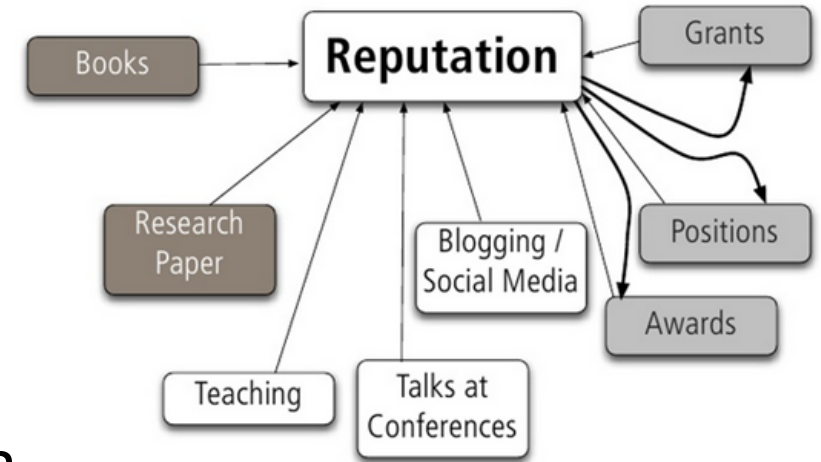 Reputation
Grants
Books
Research
Paper
Blogging /
Social Media
Positions
Awards
Teaching
Talks at
Conferences